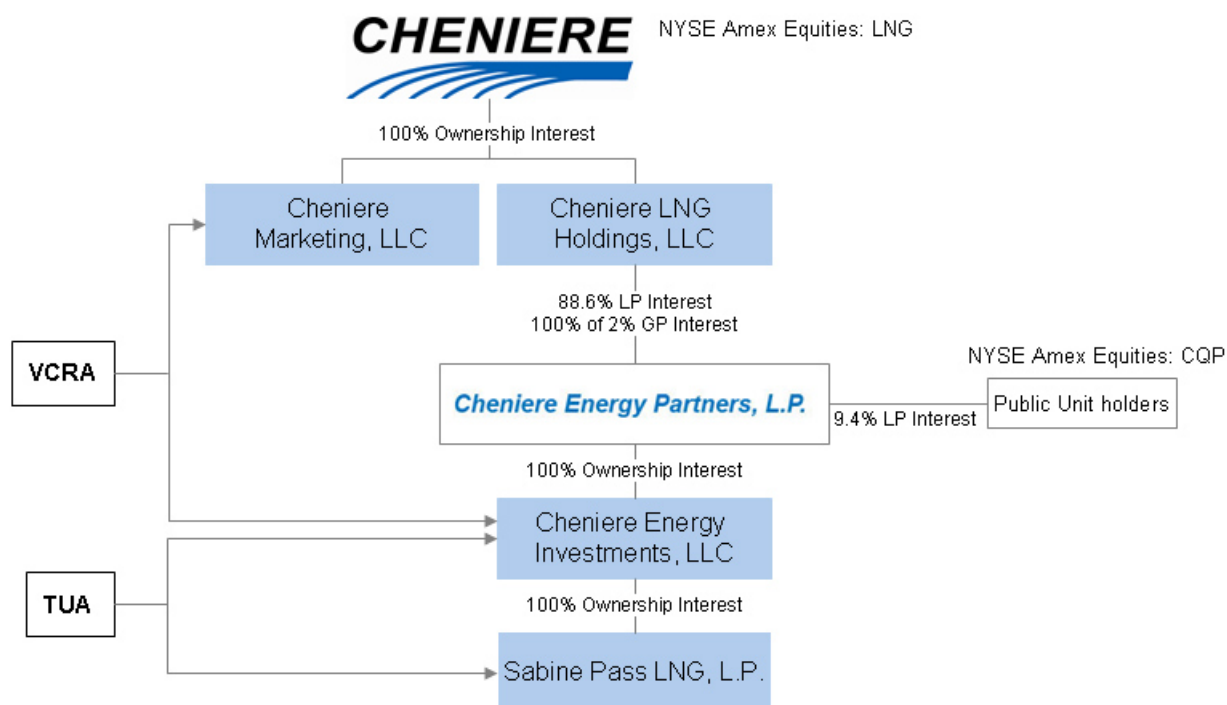 CHENIERE
NYSE Amex Equities: LNG
100% Ownership Interest
Cheniere
Marketing, LLC
Cheniere LNG
Holdings, LLC
88.6% LP Interest
100% of 2% GP Interest
VCRA
NYSE Amex Equities: CQP
Cheniere Energy Partners, L.P.
9.4% LP Interest
Public Unit holders
100% Ownership Interest
Cheniere Energy
Investments, LLC
TUA
100% Ownership Interest
Sabine Pass LNG, L.P.